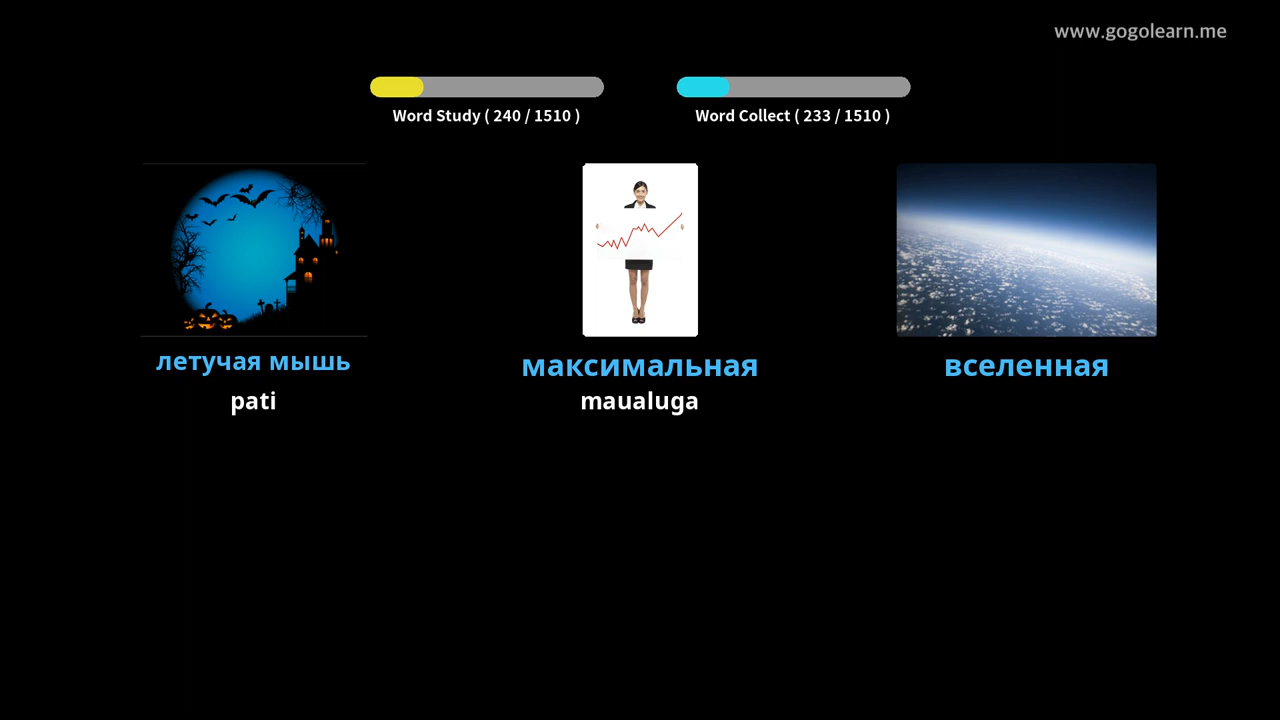 www.gogolearn.me
Word Study ( 240 / 1510 )
Word Collect ( 233 / 1510 )
летучая мышь
максимальная
вселенная
pati
maualuga